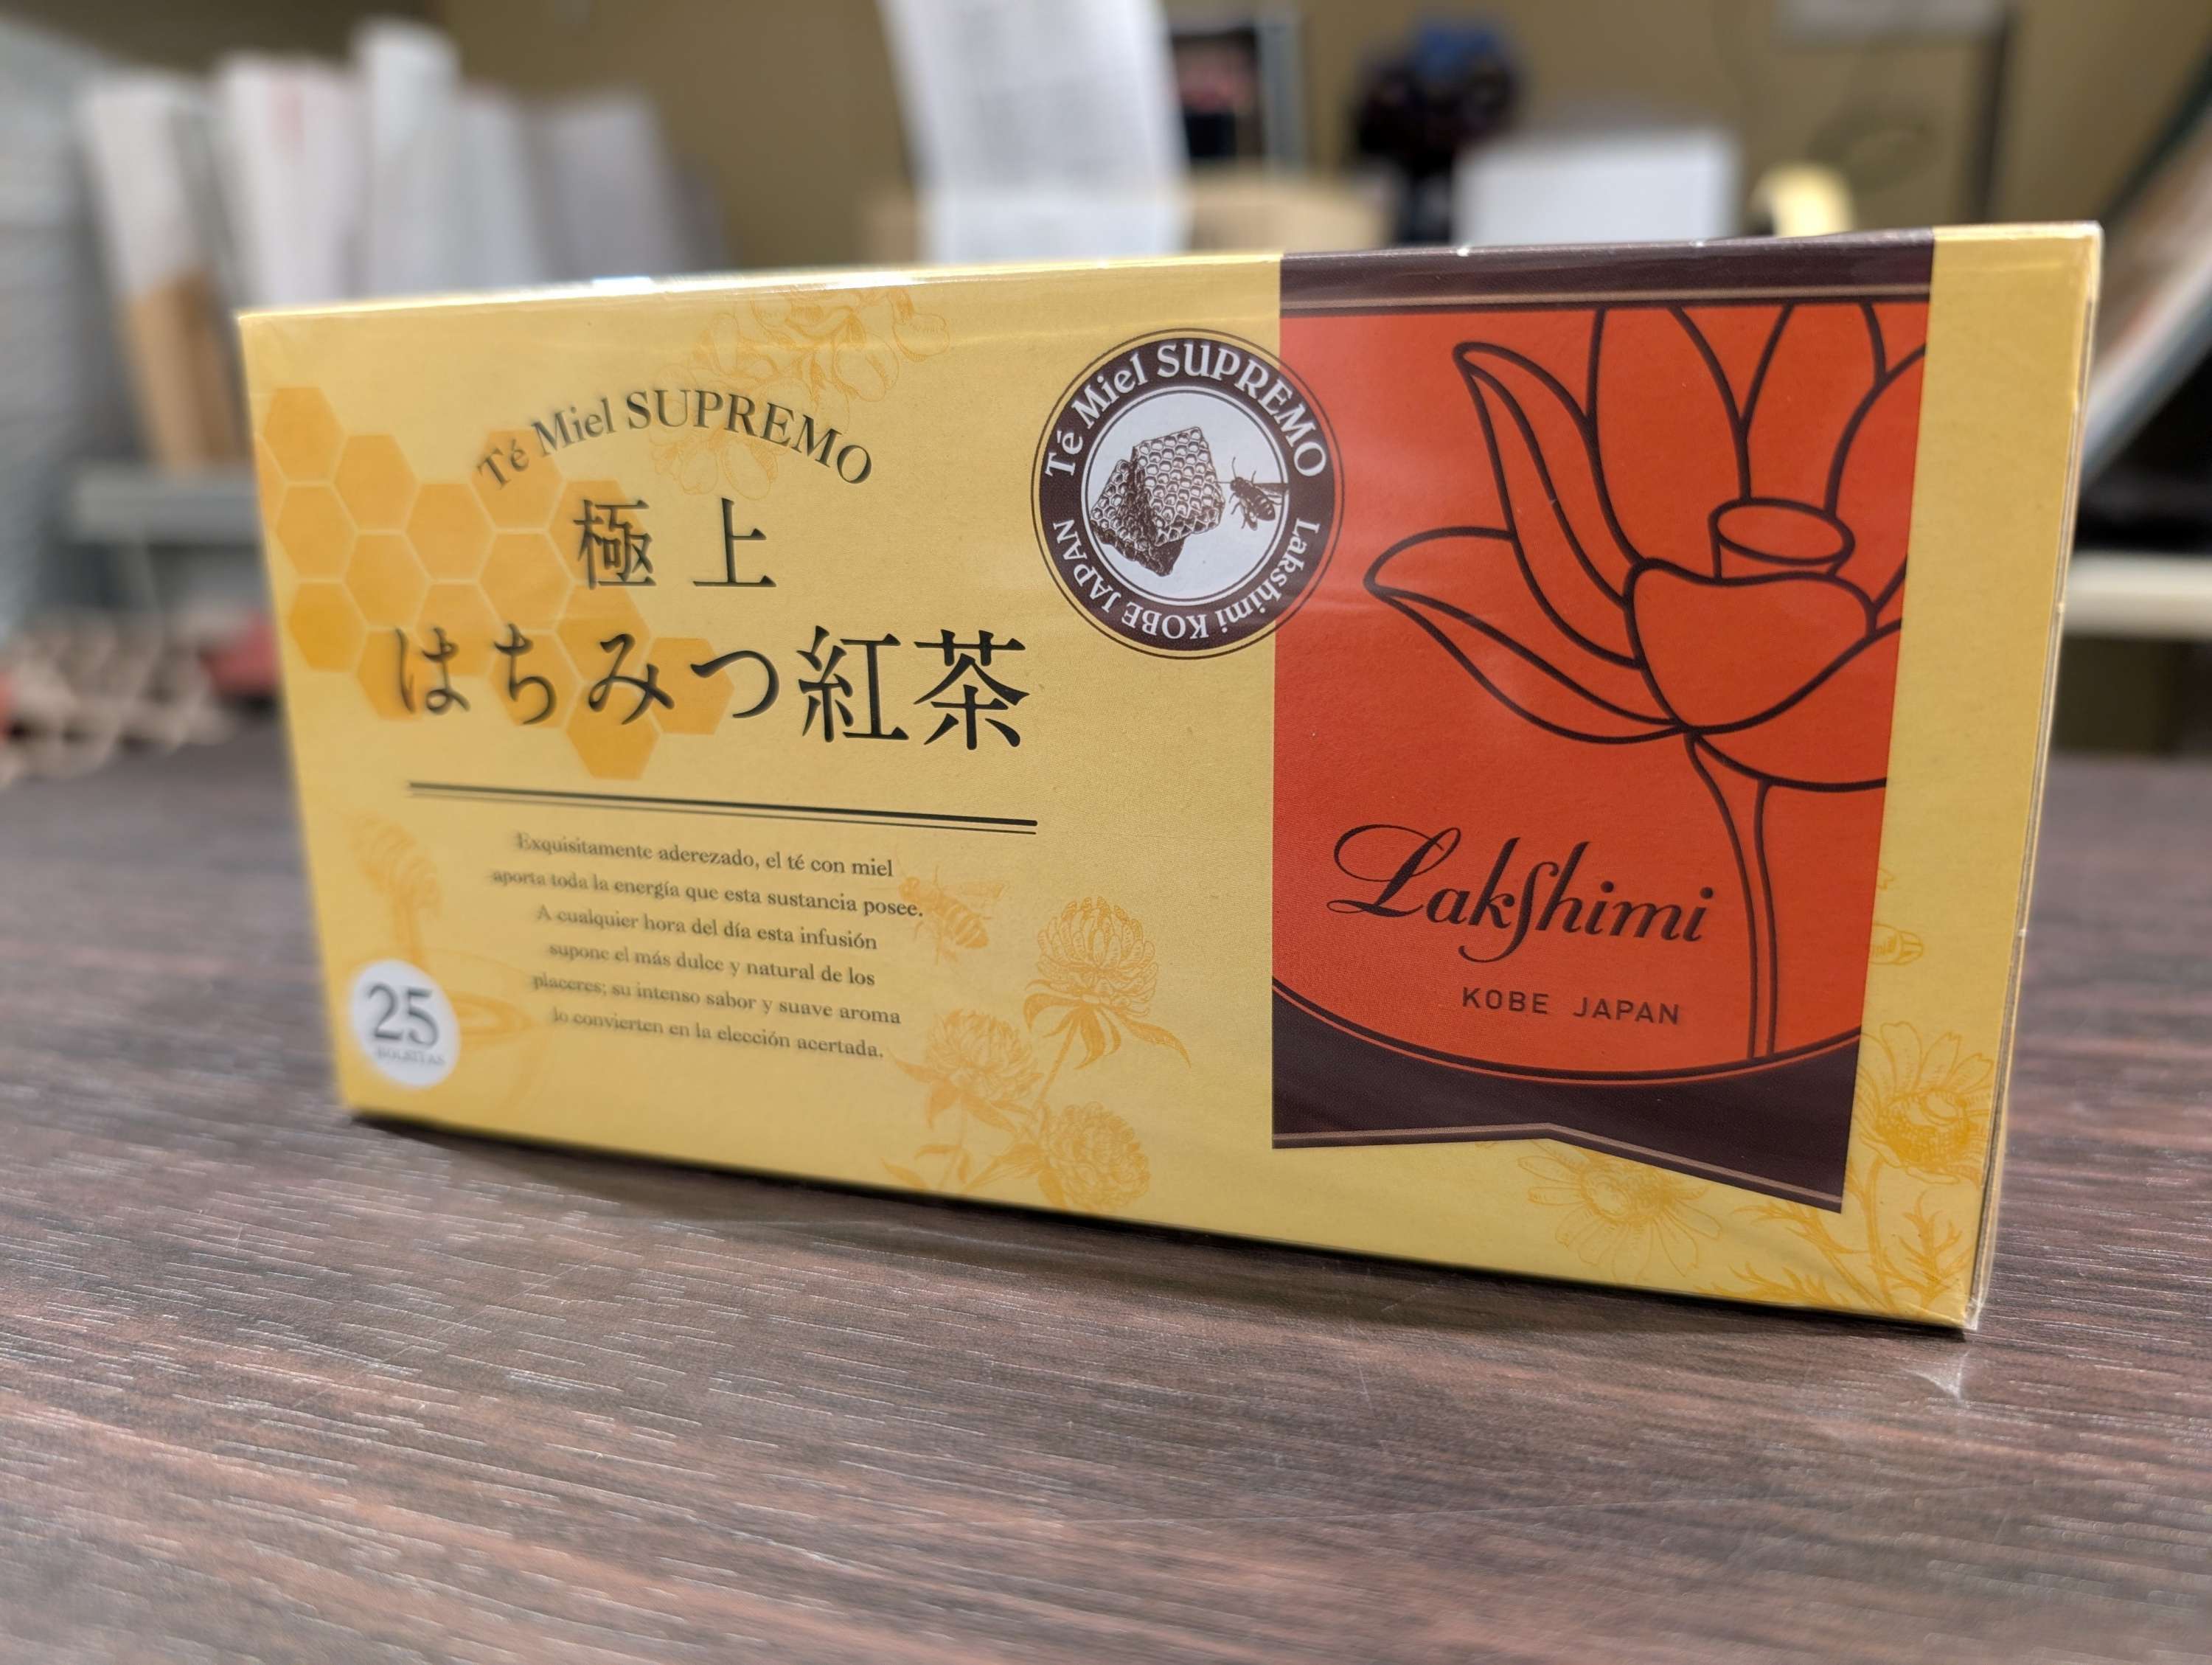 Té Miel SUPREMO
極上
はちみつ紅茶
Exquisitamente aderezado, el té con miel
aporta toda la energía que esta sustancia posee.
A cualquier hora del día esta infusión
supone el más dulce y natural de los
placeres; su intenso sabor y suave aroma
lo convierten en la elección acertada.
25
BOLSITAS
Té Miel SUPREMO
Lakshimi KOBE JAPAN
Lakshimi
KOBE JAPAN